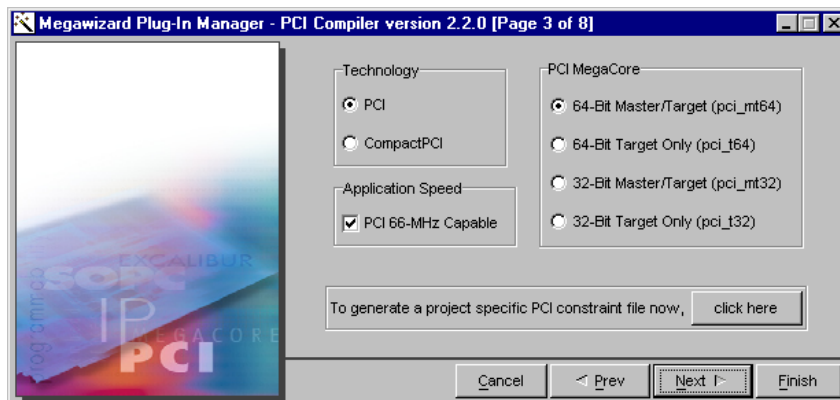 Megawizard Plug-In Manager - PCI Compiler version 2.2.0 [Page 3 of 8]
Technology
PCI
CompactPCI
Application Speed
PCI 66-MHz Capable
PCI MegaCore
64-Bit Master/Target (pci_mt64)
64-Bit Target Only (pci_t64)
32-Bit Master/Target (pci_mt32)
32-Bit Target Only (pci_t32)
EXCALIBUR
SOPC
IP
MEGACORE
PCI
To generate a project specific PCI constraint file now, click here
Cancel
Prev
Next
Finish